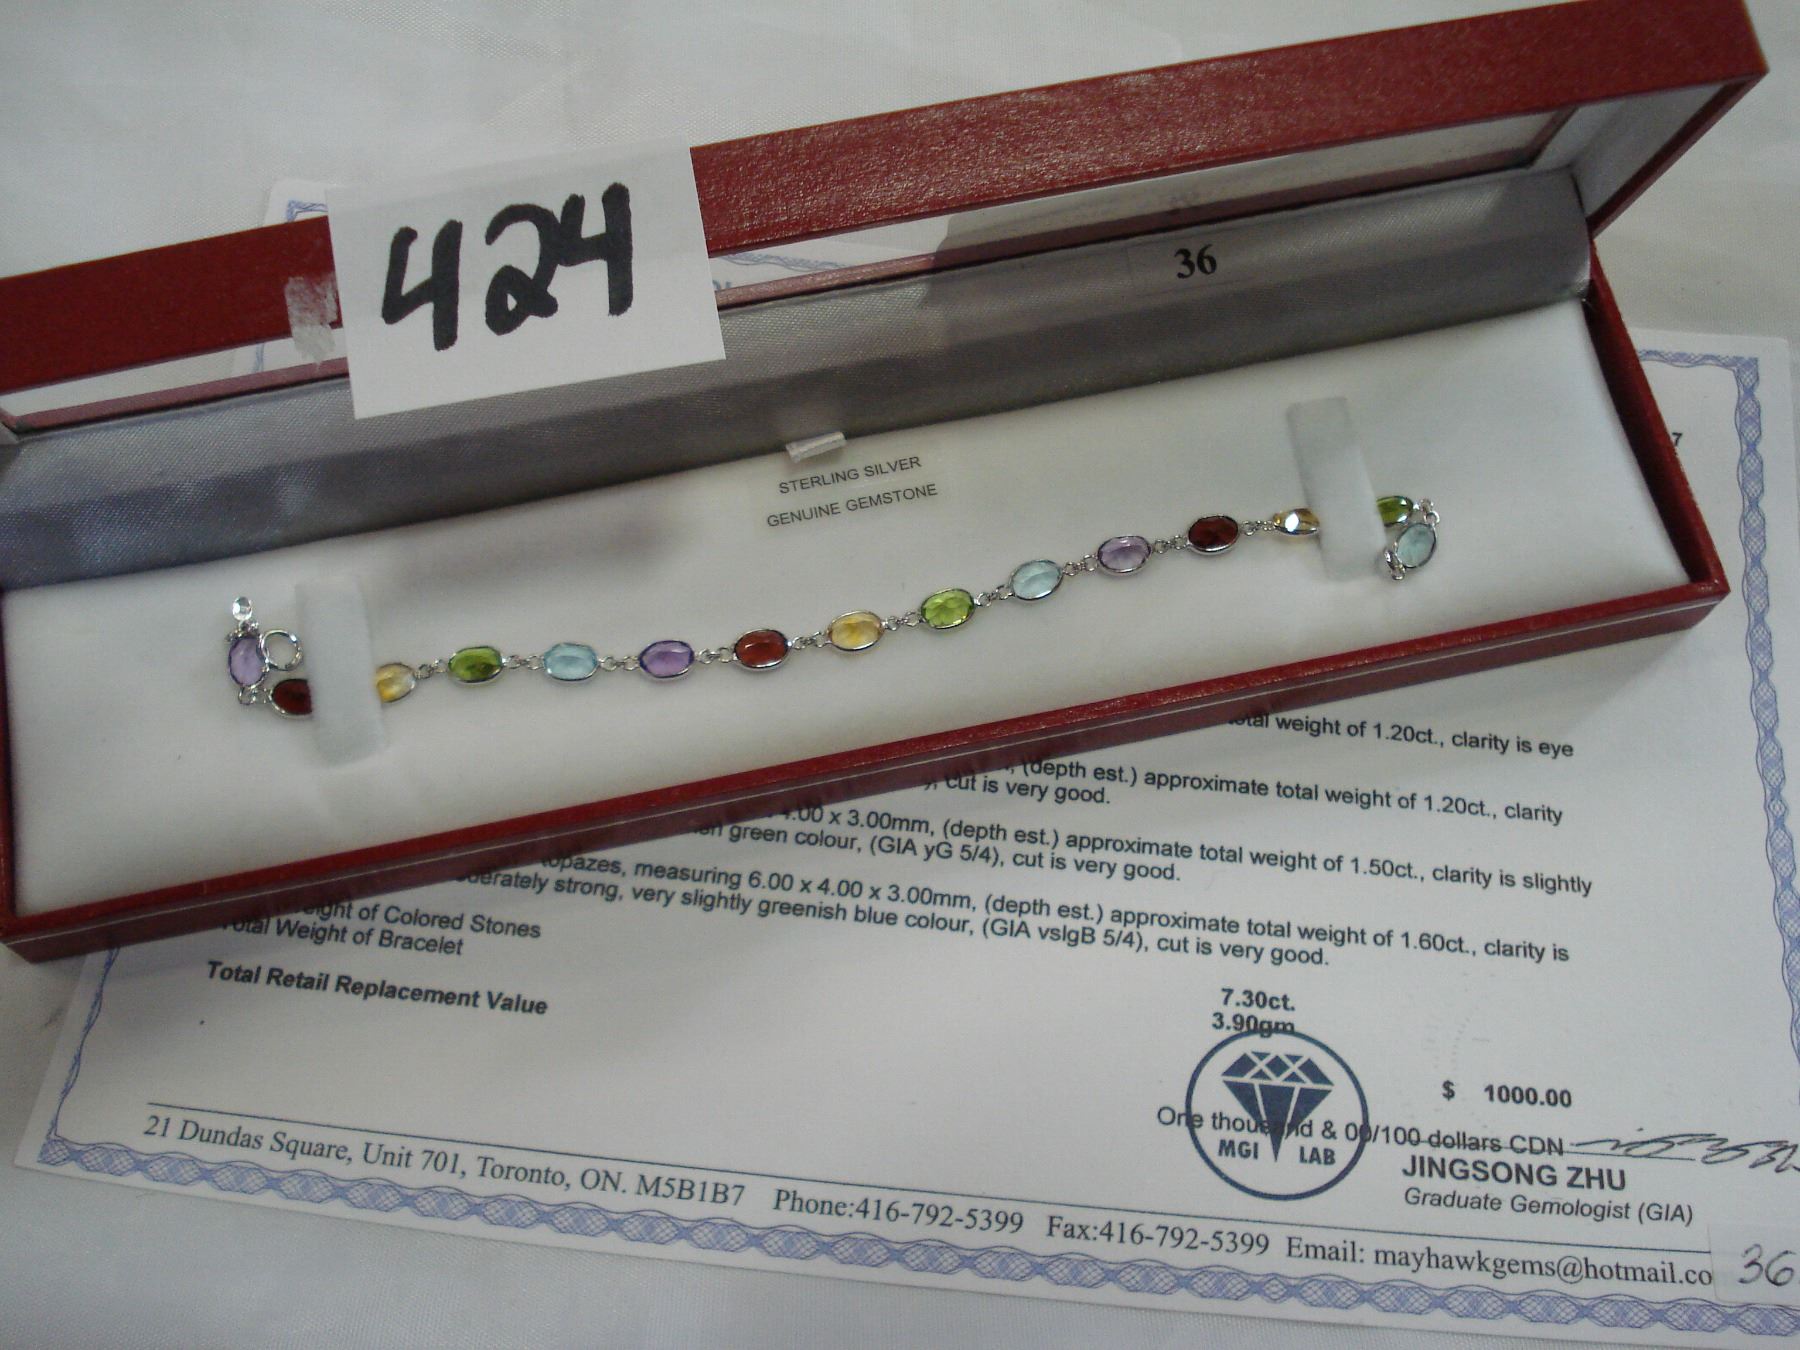 424
36
STERLING SILVER
GENUINE GEMSTONE
7
total weight of 1.20ct., clarity is eye
(depth est.) approximate total weight of 1.20ct., clarity
cut is very good.
4.00 x 3.00mm, (depth est.) approximate total weight of 1.50ct., clarity is slightly
green colour, (GIA yG 5/4), cut is very good.
topazes, measuring 6.00 x 4.00 x 3.00mm, (depth est.) approximate total weight of 1.60ct., clarity is
moderately strong, very slightly greenish blue colour, (GIA vslgB 5/4), cut is very good.
Weight of Colored Stones
7.30ct.
Total Weight of Bracelet
3.90gm
Total Retail Replacement Value
$ 1000.00
One thousand & 00/100 dollars CDN
MGI LAB
JINGSONG ZHU
Graduate Gemologist (GIA)
21 Dundas Square, Unit 701, Toronto, ON. M5B1B7 Phone:416-792-5399 Fax:416-792-5399 Email: mayhawkgems@hotmail.co
36